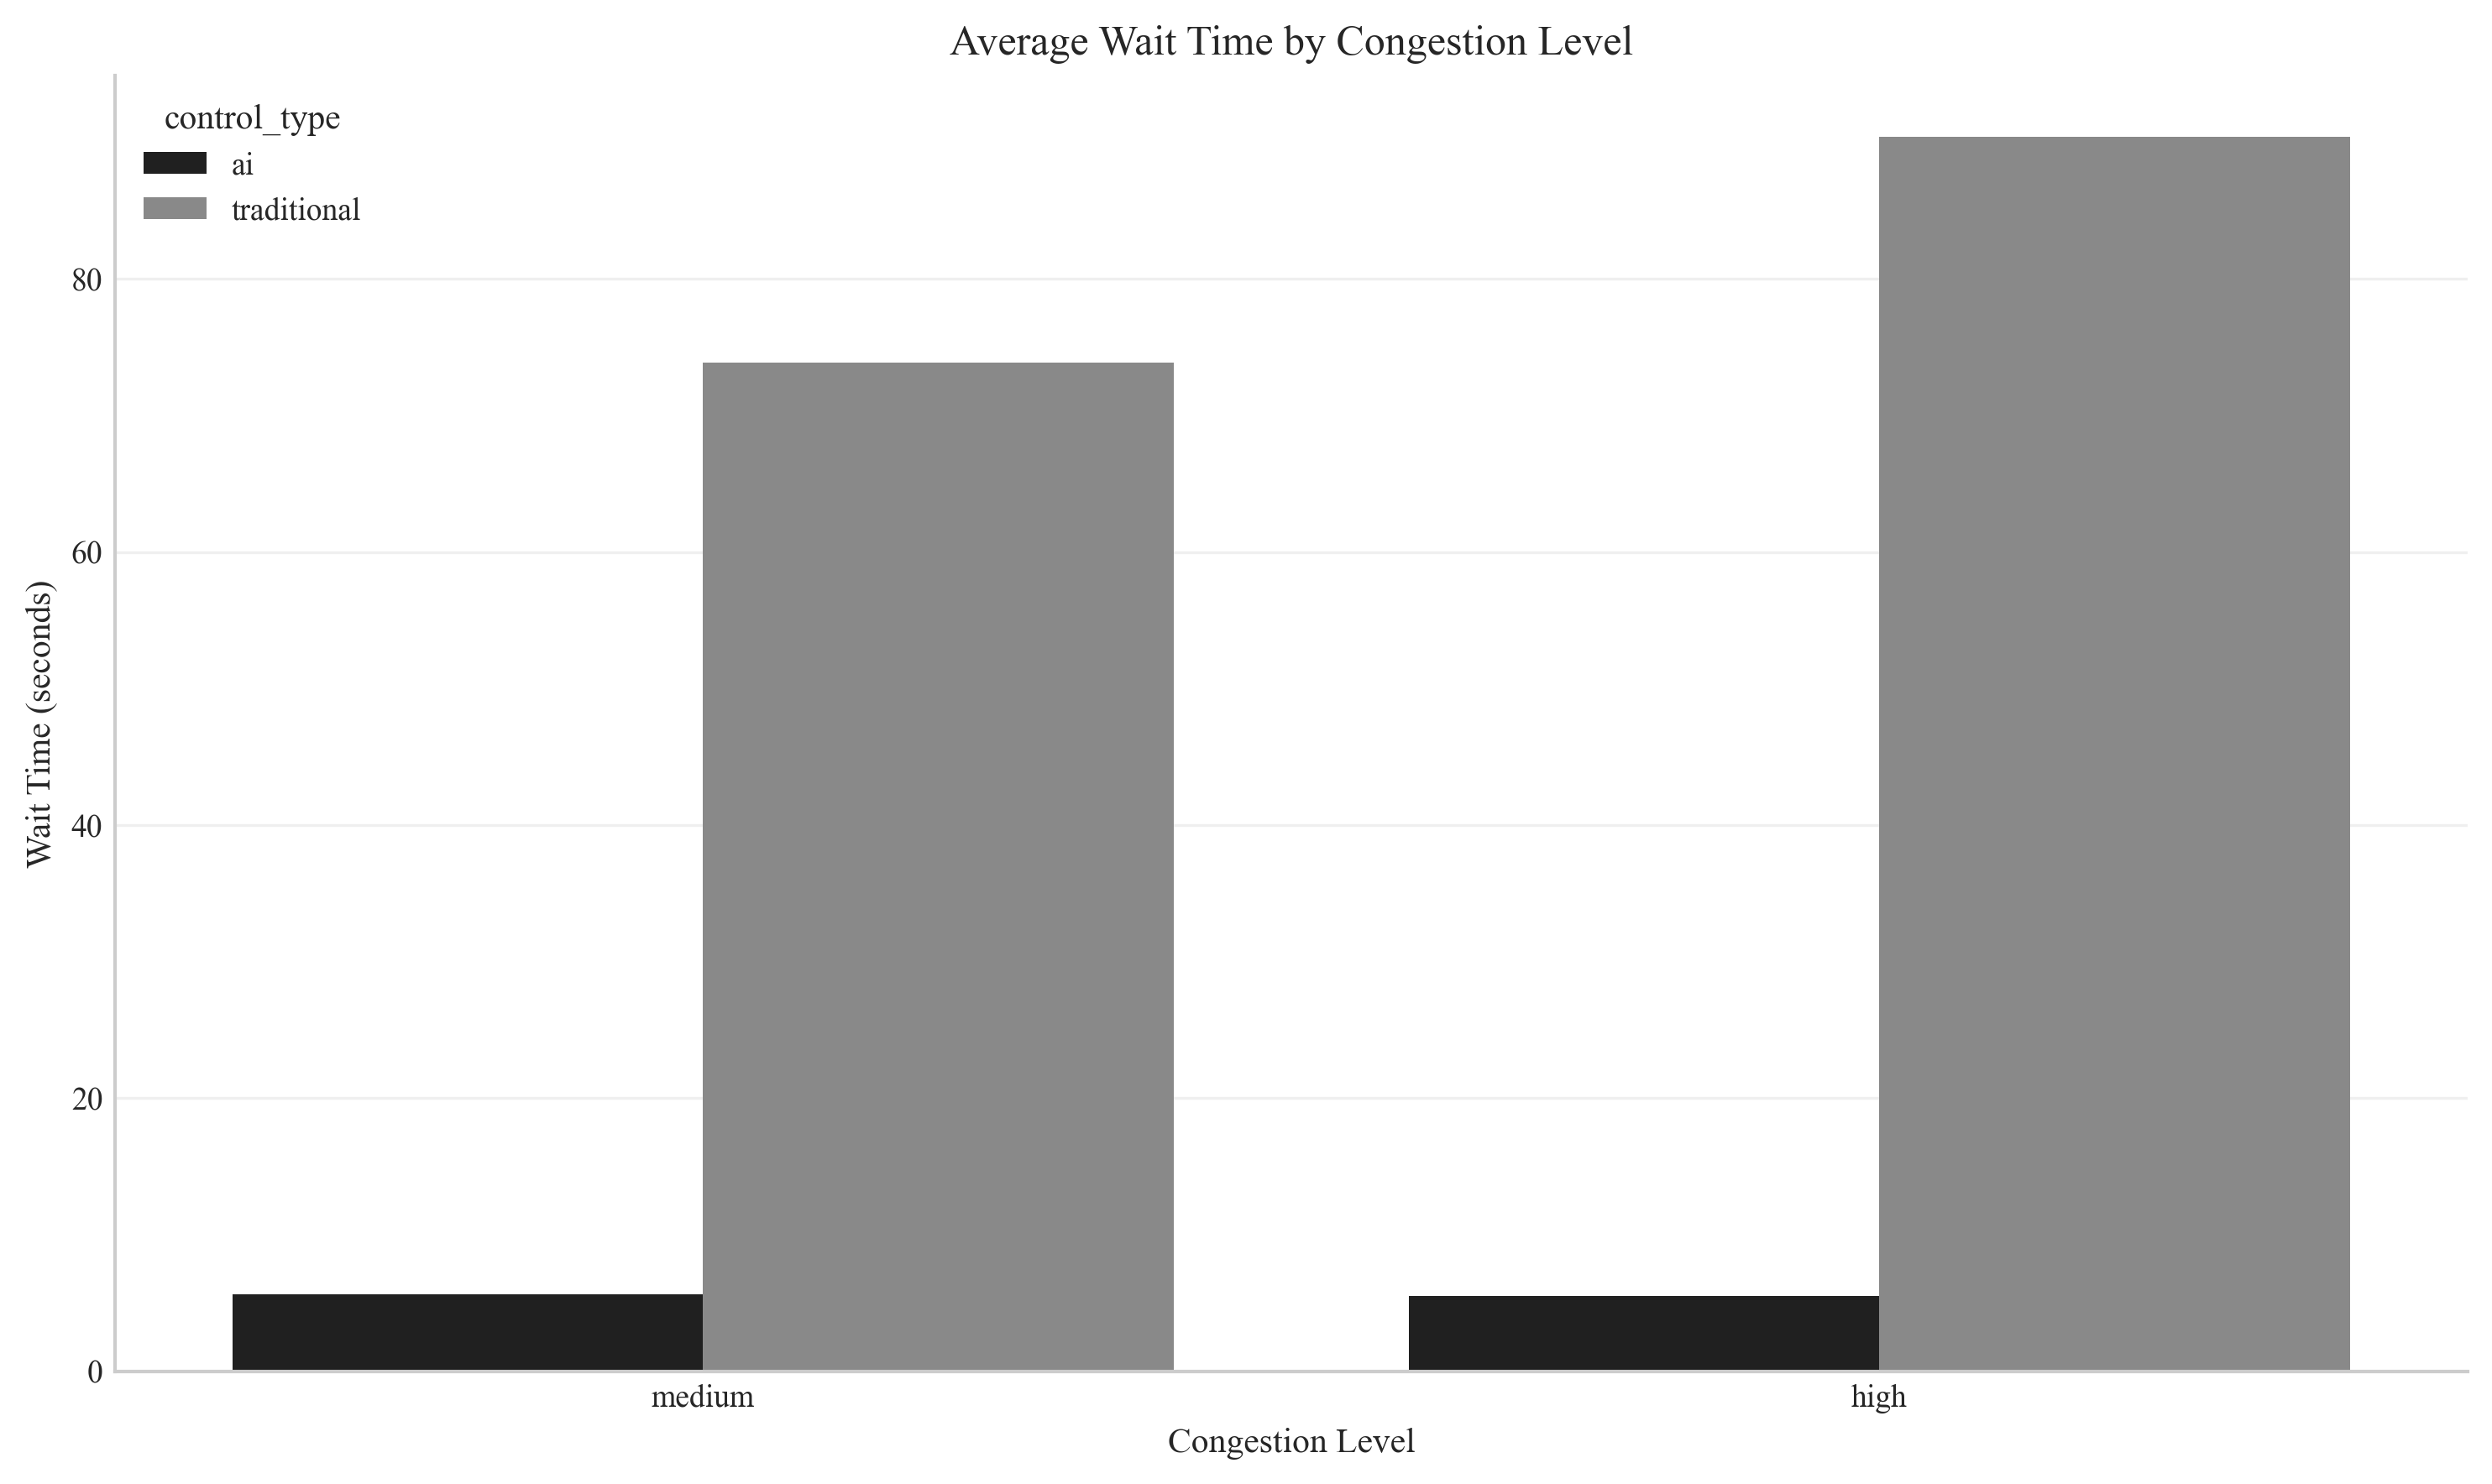 Average Wait Time by Congestion Level
control_type
ai
traditional
80
60
40
20
0
Wait Time (seconds)
medium
high
Congestion Level